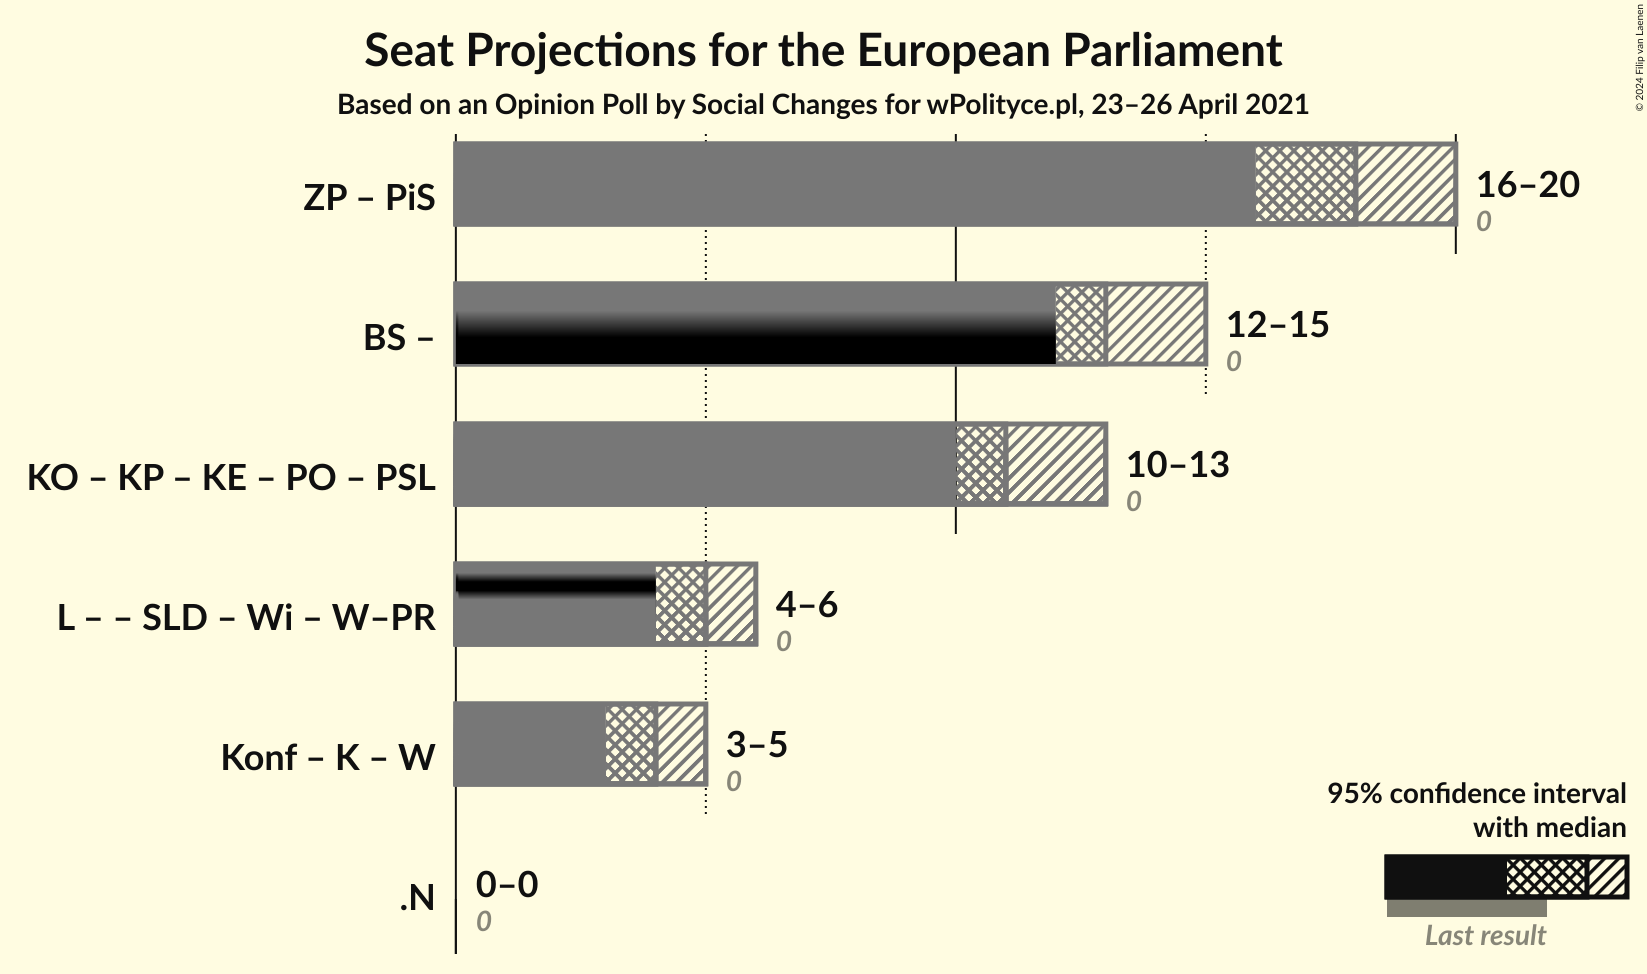 Seat Projections for the European Parliament
Based on an Opinion Poll by Social Changes for wPolityce.pl, 23–26 April 2021
© 2024 Filip van Laenen
ZP – PiS
16–20
0
BS –
12–15
0
KO – KP – KE – PO – PSL
10–13
0
L – – SLD – Wi – W–PR
4–6
0
Konf – K – W
3–5
0
.N
0–0
0
95% confidence interval
with median
Last result